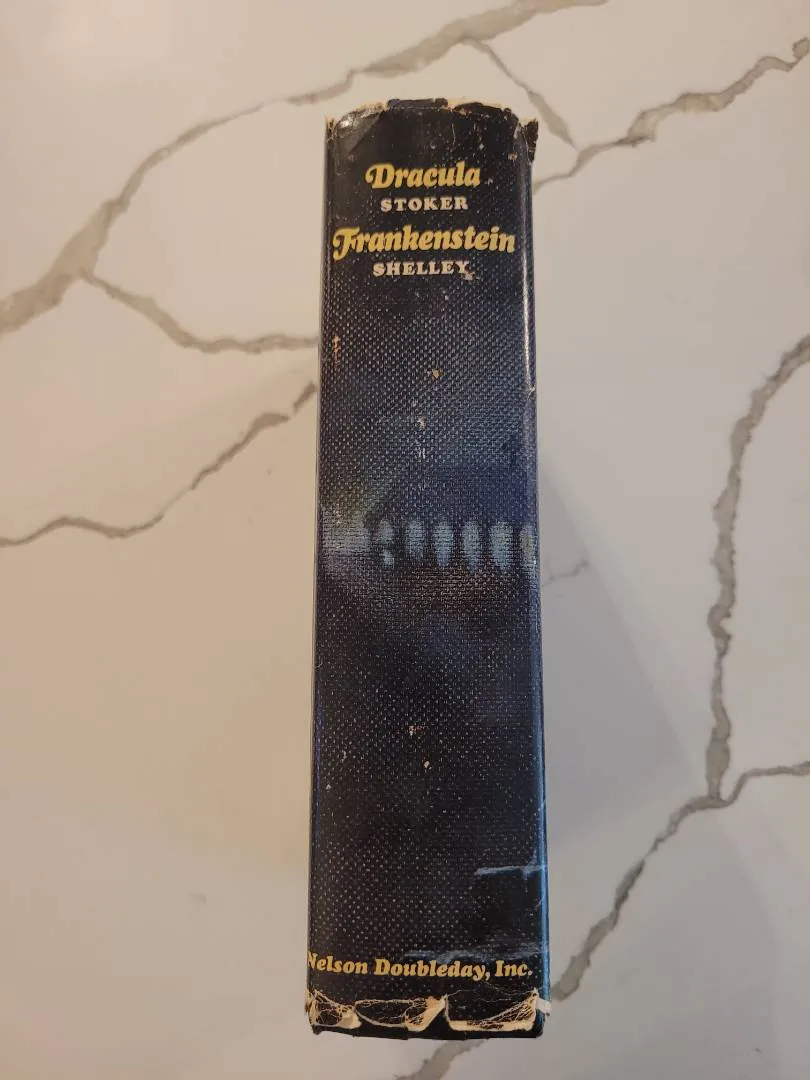 Dracula
STOKER
Frankenstein
SHELLEY
Nelson Doubleday, Inc.